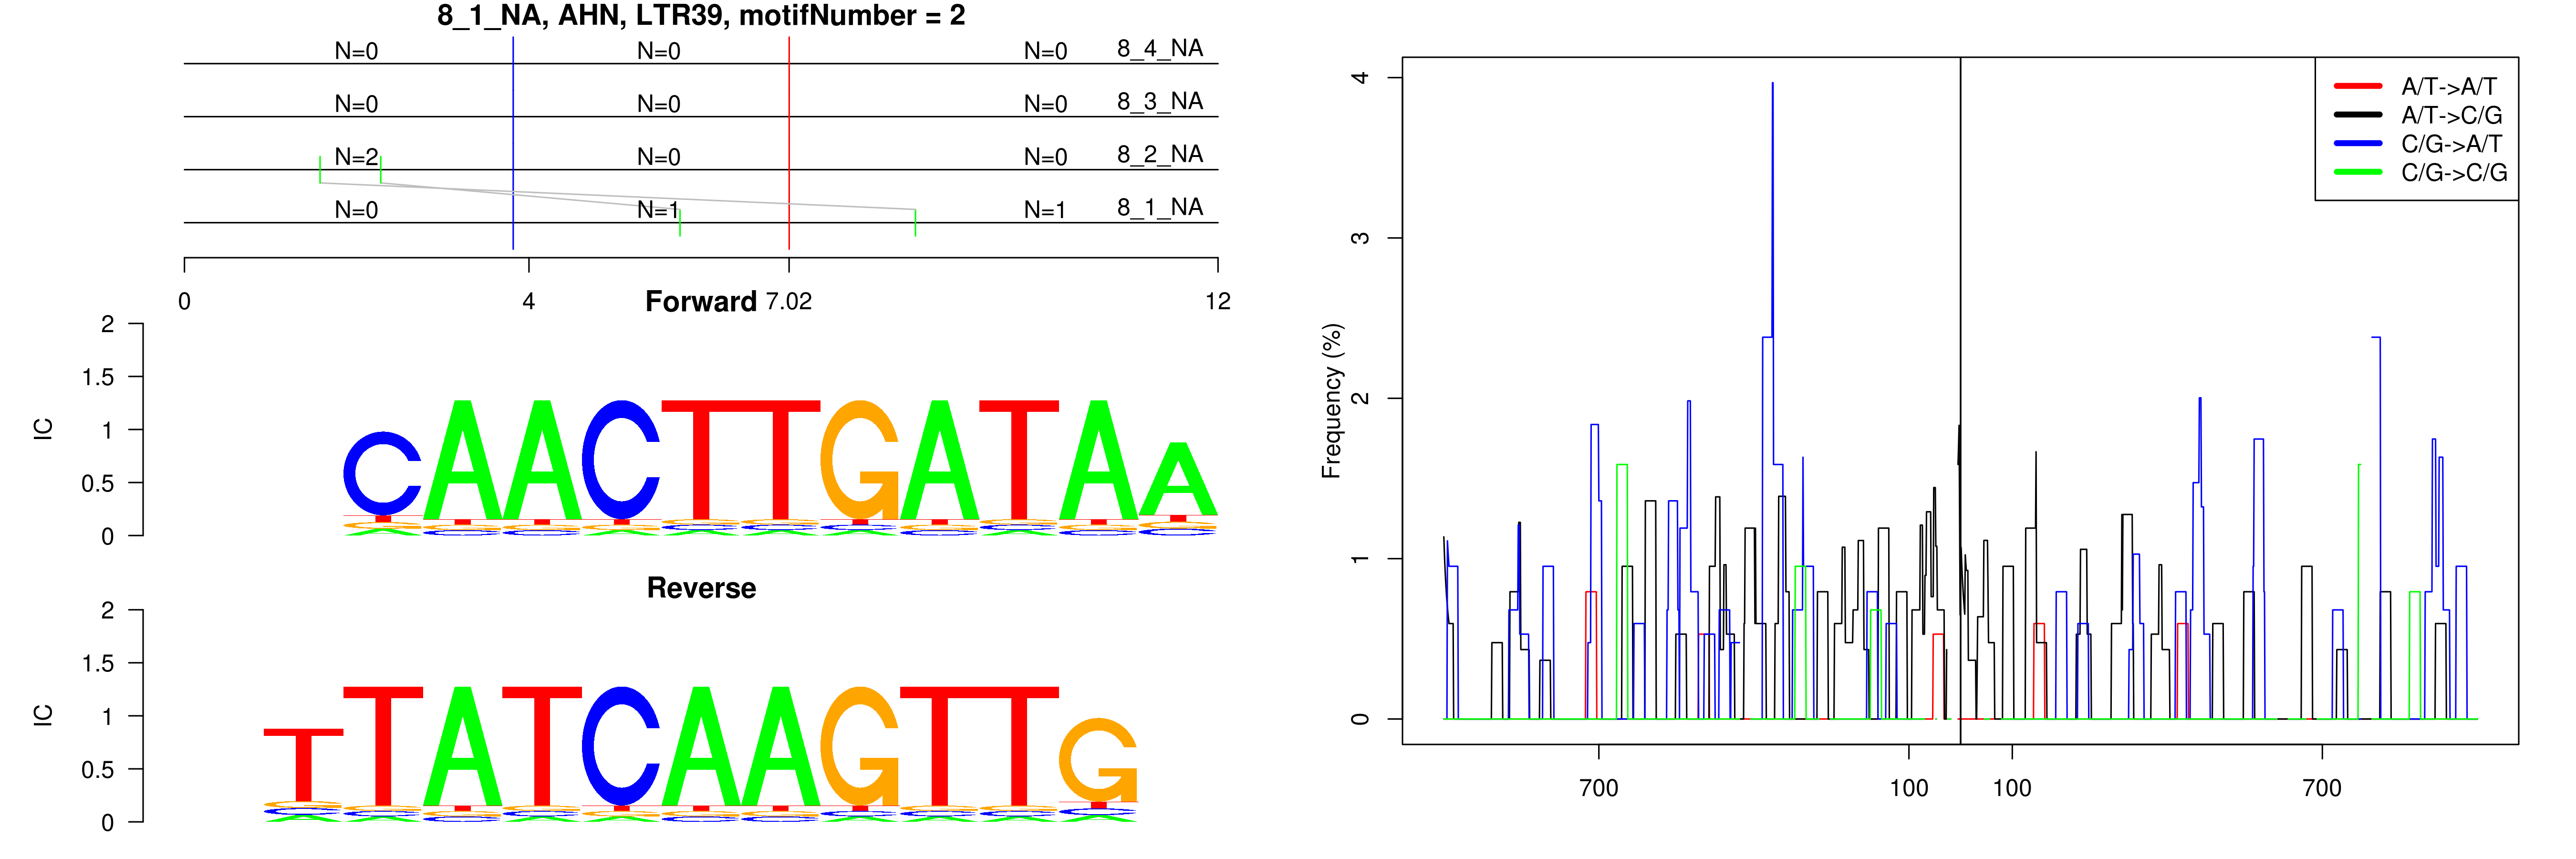 8_1_NA, AHN, LTR39, motifNumber = 2
N=0 N=0 N=0 8_4_NA
N=0 N=0 N=0 8_3_NA
N=2 N=0 N=0 8_2_NA
N=0 N=1 N=1 8_1_NA
0 4 7.02 12
Forward
IC
2
1.5
1
0.5
0
CAACTTGATAA
Reverse
IC
2
1.5
1
0.5
0
TTATCAAGTTG
Frequency (%)
4
3
2
1
0
700 100 100 700
A/T->A/T
A/T->C/G
C/G->A/T
C/G->C/G